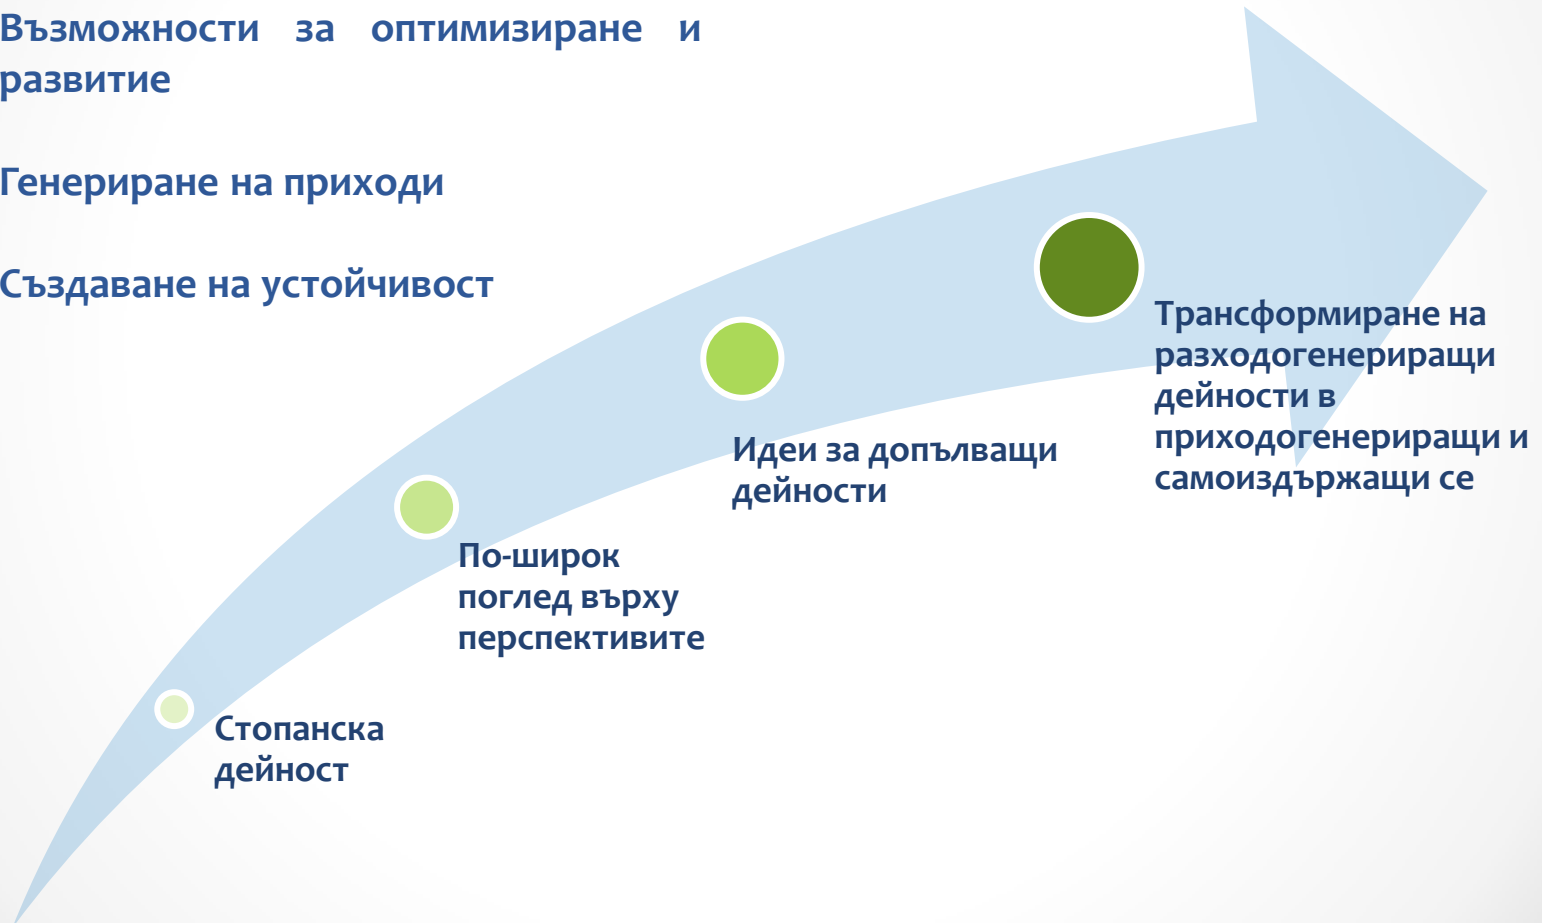 Възможности за оптимизиране и
развитие
Генериране на приходи
Създаване на устойчивост
Трансформиране на
разходогенериращи
дейности в
приходогенериращи и
самоиздържащи се
Идеи за допълващи
дейности
По-широк
поглед върху
перспективите
Стопанска
дейност